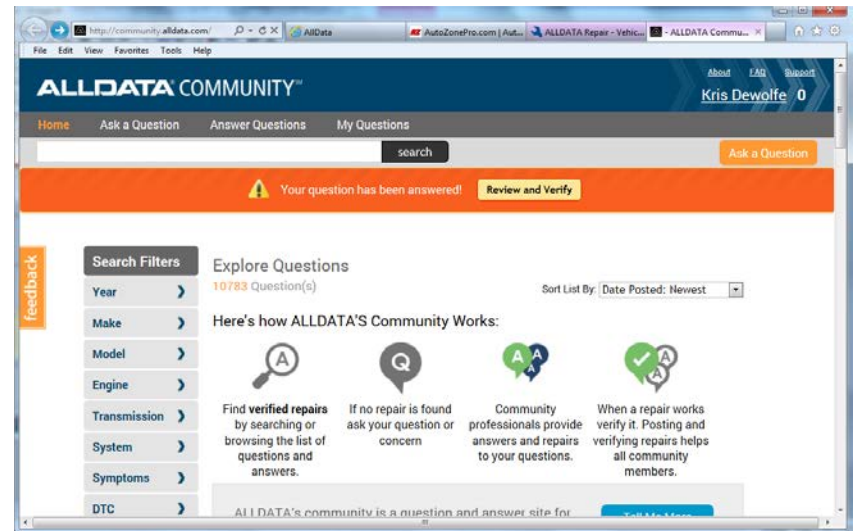 http://community.alldata.com/
AllData
AutoZonePro.com | Aut...
ALLDATA Repair - Vehic...
- ALLDATA Commu...
File Edit View Favorites Tools Help
ALLDATA COMMUNITY℠
About FAQ Support
Kris Dewolfe 0
Home Ask a Question Answer Questions My Questions
search
Ask a Question
Your question has been answered! Review and Verify
feedback
Search Filters
Year
Make
Model
Engine
Transmission
System
Symptoms
DTC
Explore Questions
10783 Question(s)
Sort List By: Date Posted: Newest
Here's how ALLDATA'S Community Works:
A
Find verified repairs
by searching or
browsing the list of
questions and
answers.
Q
If no repair is found
ask your question or
concern
A A A
Community
professionals provide
answers and repairs
to your questions.
A A
When a repair works
verify it. Posting and
verifying repairs helps
all community
members.
ALLDATA's community is a question and answer site for
Tell Me More